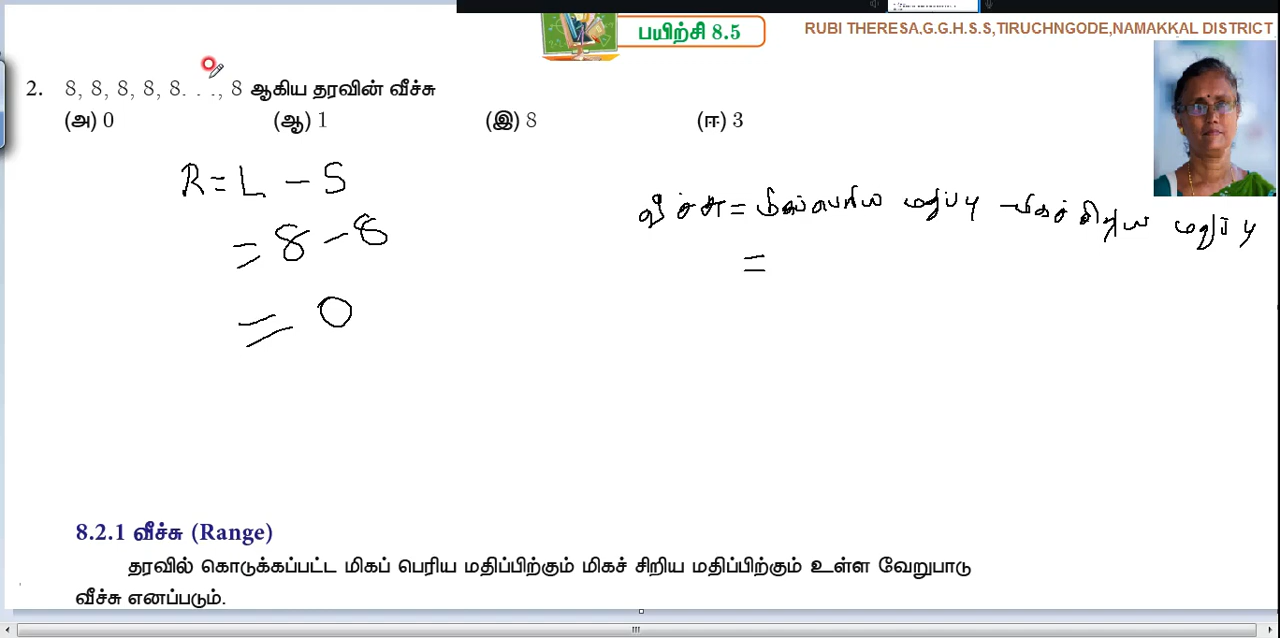 பயிற்சி 8.5
RUBI THERESA,G.G.H.S.S,TIRUCHNGODE,NAMAKKAL DISTRICT
2. 8, 8, 8, 8, 8. . ., 8 ஆகிய தரவின் வீச்சு
(அ) 0 (ஆ) 1 (இ) 8 (ஈ) 3
R = L - S
= 8 - 8
= 0
வீச்சு = மிகப்பெரிய மதிப்பு - மிகச்சிறிய மதிப்பு
=
8.2.1 வீச்சு (Range)
தரவில் கொடுக்கப்பட்ட மிகப் பெரிய மதிப்பிற்கும் மிகச் சிறிய மதிப்பிற்கும் உள்ள வேறுபாடு
வீச்சு எனப்படும்.